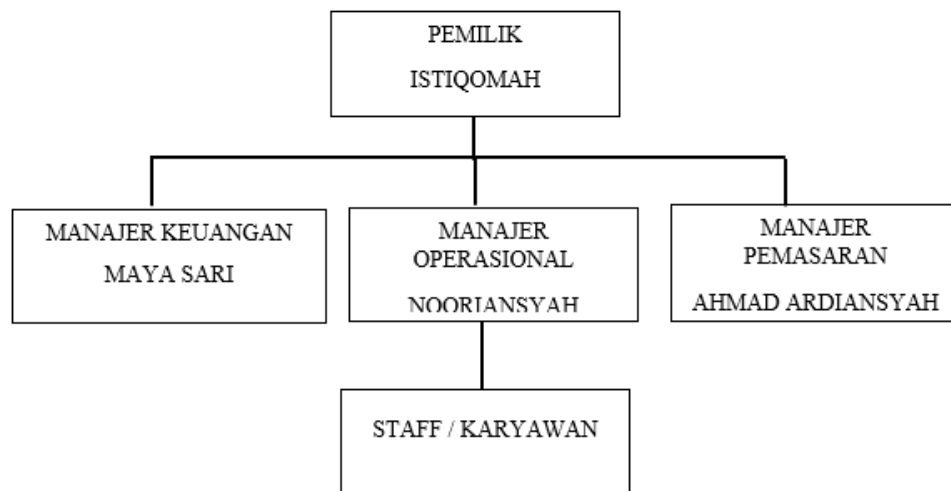 PEMILIK
ISTIQOMAH
MANAJER KEUANGAN
MAYA SARI
MANAJER
OPERASIONAL
NOORIANSYAH
MANAJER
PEMASARAN
AHMAD ARDIANSYAH
STAFF / KARYAWAN